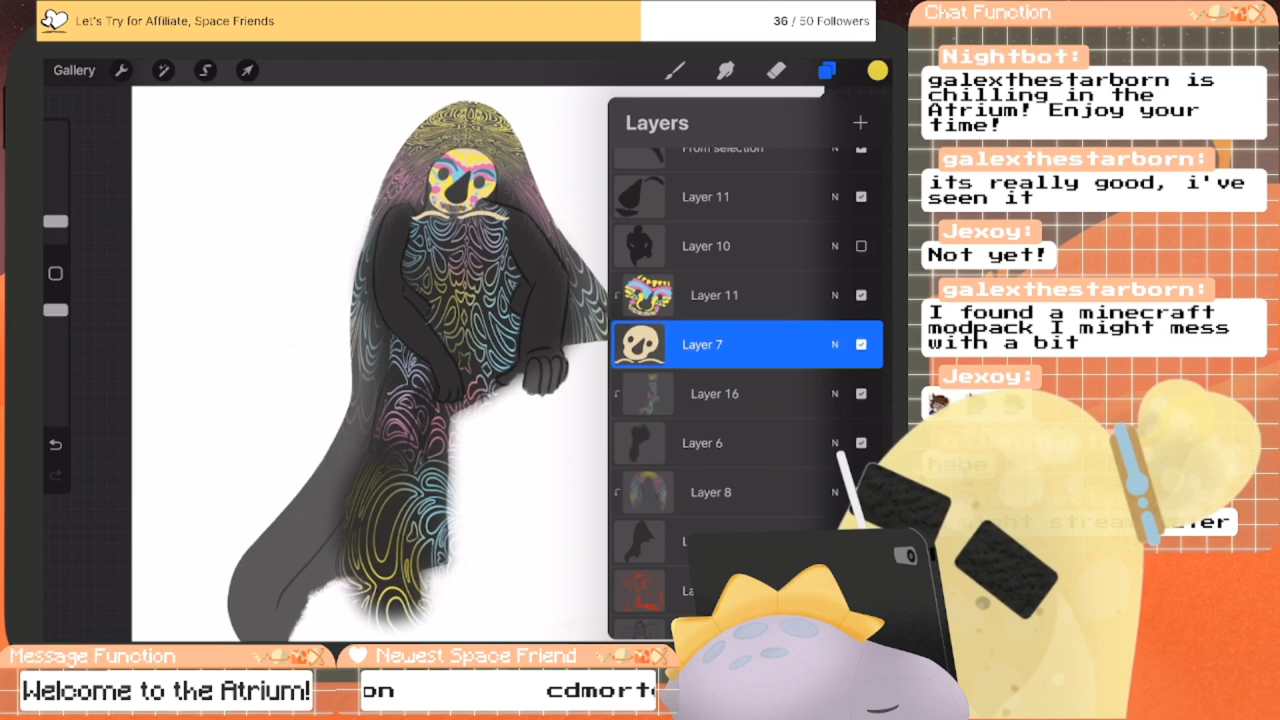 Let's Try for Affiliate, Space Friends
36 / 50 Followers
Gallery
Layers
From selection
N
Layer 11
N
Layer 10
N
Layer 11
N
Layer 7
N
Layer 16
N
Layer 6
N
Layer 8
N
Chat Function
Nightbot:
galexthestarborn is
chilling in the
Atrium! Enjoy your
time!
galexthestarborn:
its really good, i've
seen it
Jexoy:
Not yet!
galexthestarborn:
I found a minecraft
modpack I might mess
with a bit
Jexoy:
hehe
Message Function
Welcome to the Atrium!
Newest Space Friend
on